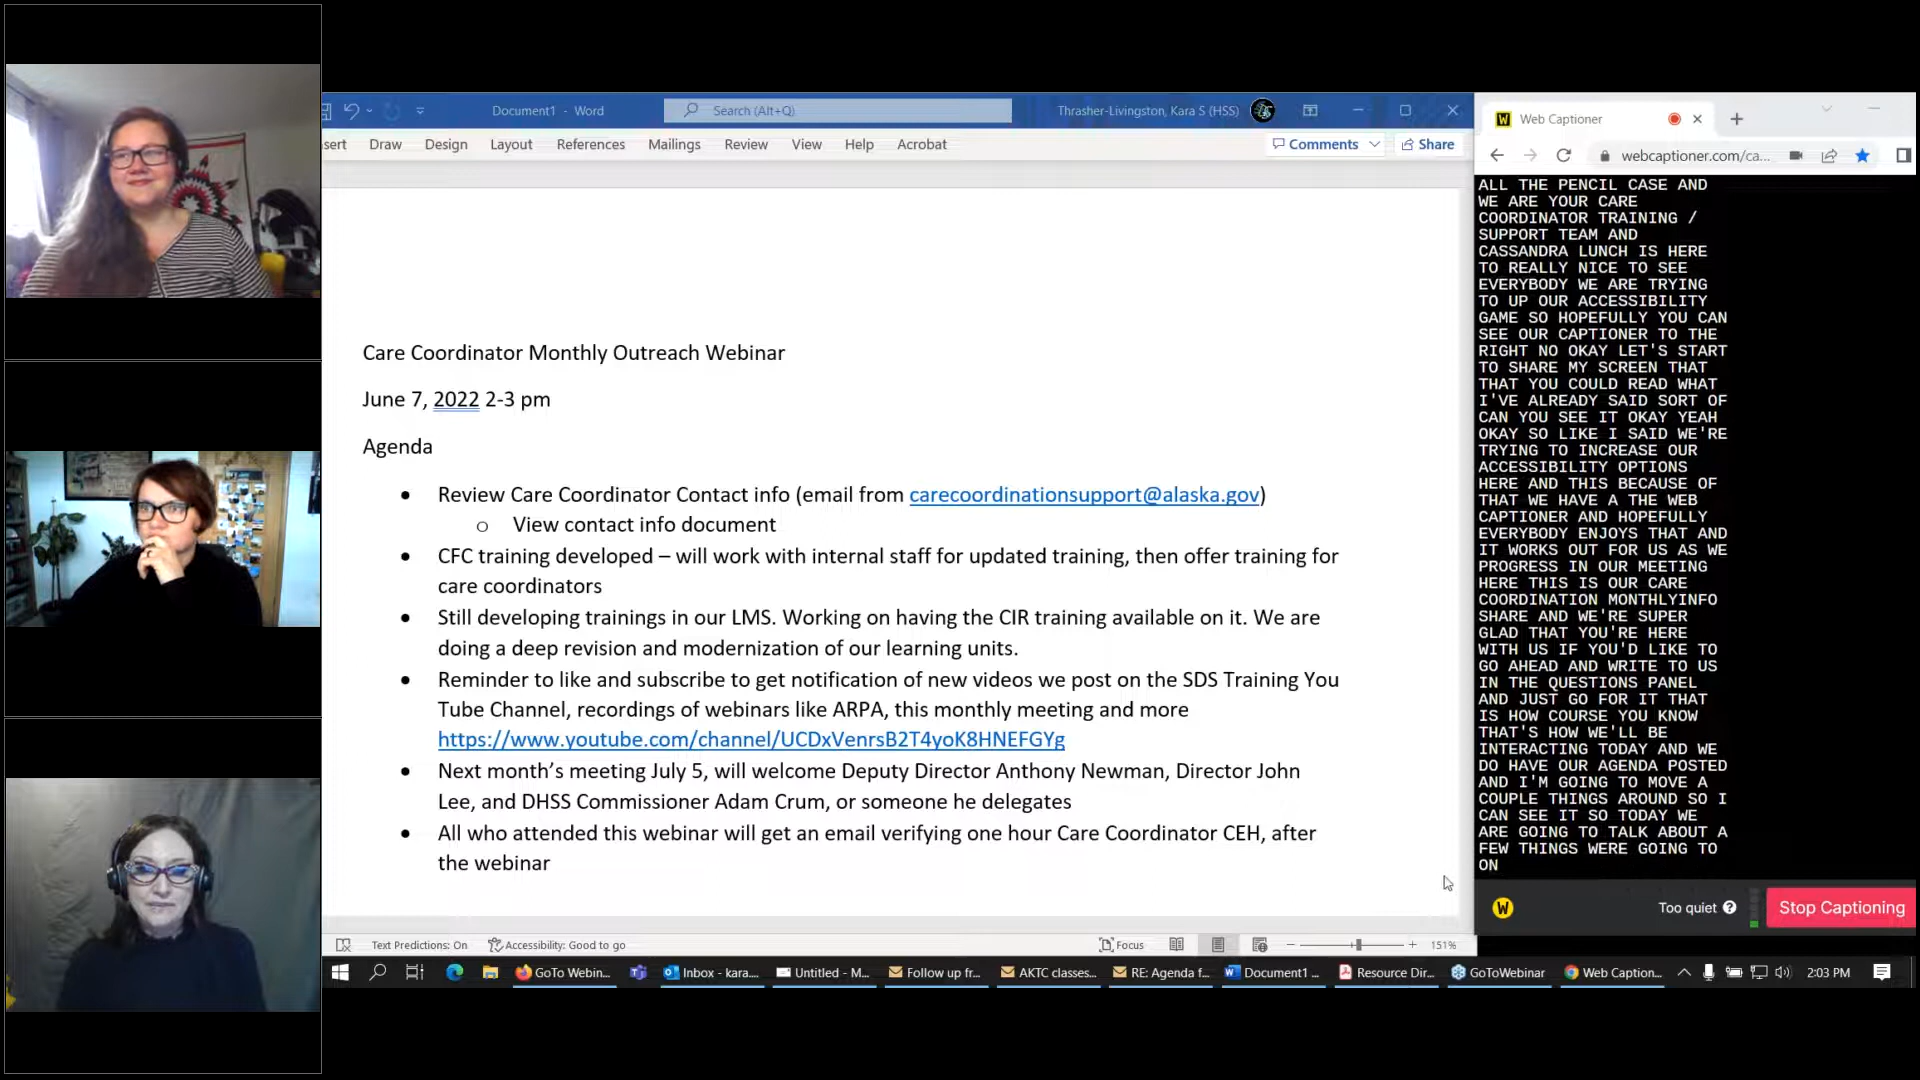 Document1 - Word
Search (Alt+Q)
Thrasher-Livingston, Kara S (HSS)
sert Draw Design Layout References Mailings Review View Help Acrobat
Comments
Share
Care Coordinator Monthly Outreach Webinar
June 7, 2022 2-3 pm
Agenda
• Review Care Coordinator Contact info (email from carecoordinationsupport@alaska.gov)
o View contact info document
• CFC training developed – will work with internal staff for updated training, then offer training for
care coordinators
• Still developing trainings in our LMS. Working on having the CIR training available on it. We are
doing a deep revision and modernization of our learning units.
• Reminder to like and subscribe to get notification of new videos we post on the SDS Training You
Tube Channel, recordings of webinars like ARPA, this monthly meeting and more
https://www.youtube.com/channel/UCDxVenrsB2T4yoK8HNEFGYg
• Next month's meeting July 5, will welcome Deputy Director Anthony Newman, Director John
Lee, and DHSS Commissioner Adam Crum, or someone he delegates
• All who attended this webinar will get an email verifying one hour Care Coordinator CEH, after
the webinar
Text Predictions: On
Accessibility: Good to go
Focus
151%
W Web Captioner
webcaptioner.com/ca...
ALL THE PENCIL CASE AND
WE ARE YOUR CARE
COORDINATOR TRAINING /
SUPPORT TEAM AND
CASSANDRA LUNCH IS HERE
TO REALLY NICE TO SEE
EVERYBODY WE ARE TRYING
TO UP OUR ACCESSIBILITY
GAME SO HOPEFULLY YOU CAN
SEE OUR CAPTIONER TO THE
RIGHT NO OKAY LET'S START
TO SHARE MY SCREEN THAT
THAT YOU COULD READ WHAT
I'VE ALREADY SAID SORT OF
CAN YOU SEE IT OKAY YEAH
OKAY SO LIKE I SAID WE'RE
TRYING TO INCREASE OUR
ACCESSIBILITY OPTIONS
HERE AND THIS BECAUSE OF
THAT WE HAVE A THE WEB
CAPTIONER AND HOPEFULLY
EVERYBODY ENJOYS THAT AND
IT WORKS OUT FOR US AS WE
PROGRESS IN OUR MEETING
HERE THIS IS OUR CARE
COORDINATION MONTHLYINFO
SHARE AND WE'RE SUPER
GLAD THAT YOU'RE HERE
WITH US IF YOU'D LIKE TO
GO AHEAD AND WRITE TO US
IN THE QUESTIONS PANEL
AND JUST GO FOR IT THAT
IS HOW COURSE YOU KNOW
THAT'S HOW WE'LL BE
INTERACTING TODAY AND WE
DO HAVE OUR AGENDA POSTED
AND I'M GOING TO MOVE A
COUPLE THINGS AROUND SO I
CAN SEE IT SO TODAY WE
ARE GOING TO TALK ABOUT A
FEW THINGS WERE GOING TO
ON
W
Too quiet ?
Stop Captioning
GoTo Webin...
Inbox - kara....
Untitled - M...
Follow up fr...
AKTC classes...
RE: Agenda f...
Document1 ...
Resource Dir...
GoToWebinar
Web Caption...
2:03 PM